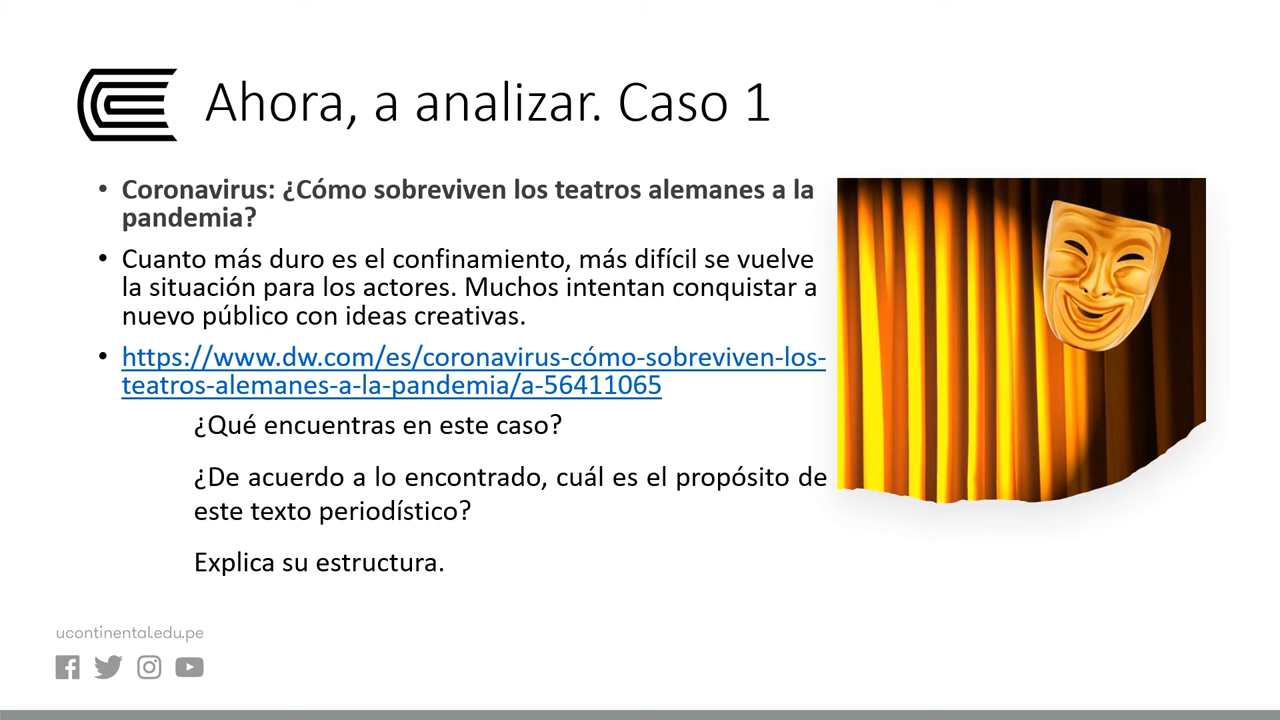 Ahora, a analizar. Caso 1
• Coronavirus: ¿Cómo sobreviven los teatros alemanes a la
pandemia?
• Cuanto más duro es el confinamiento, más difícil se vuelve
la situación para los actores. Muchos intentan conquistar a
nuevo público con ideas creativas.
• https://www.dw.com/es/coronavirus-cómo-sobreviven-los-
teatros-alemanes-a-la-pandemia/a-56411065
¿Qué encuentras en este caso?
¿De acuerdo a lo encontrado, cuál es el propósito de
este texto periodístico?
Explica su estructura.
ucontinental.edu.pe